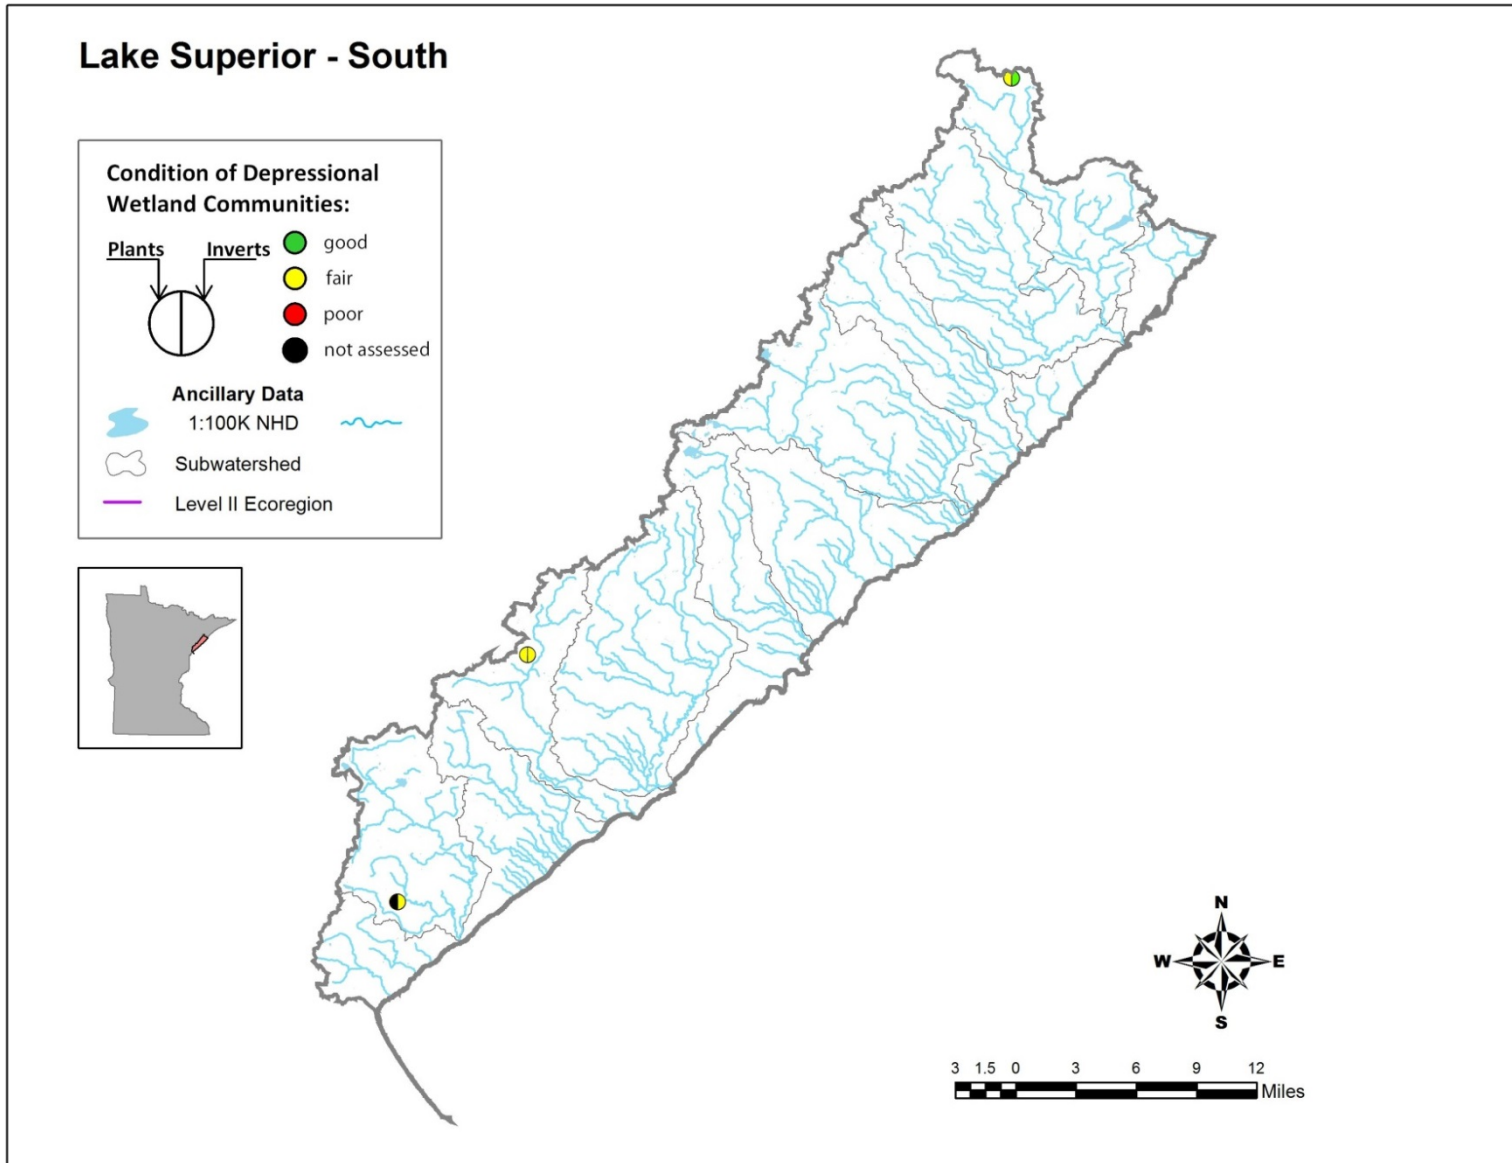 Lake Superior - South
Condition of Depressional
Wetland Communities:
Plants Inverts
good
fair
poor
not assessed
Ancillary Data
1:100K NHD
Subwatershed
Level II Ecoregion
N
W E
S
3 1.5 0 3 6 9 12
Miles